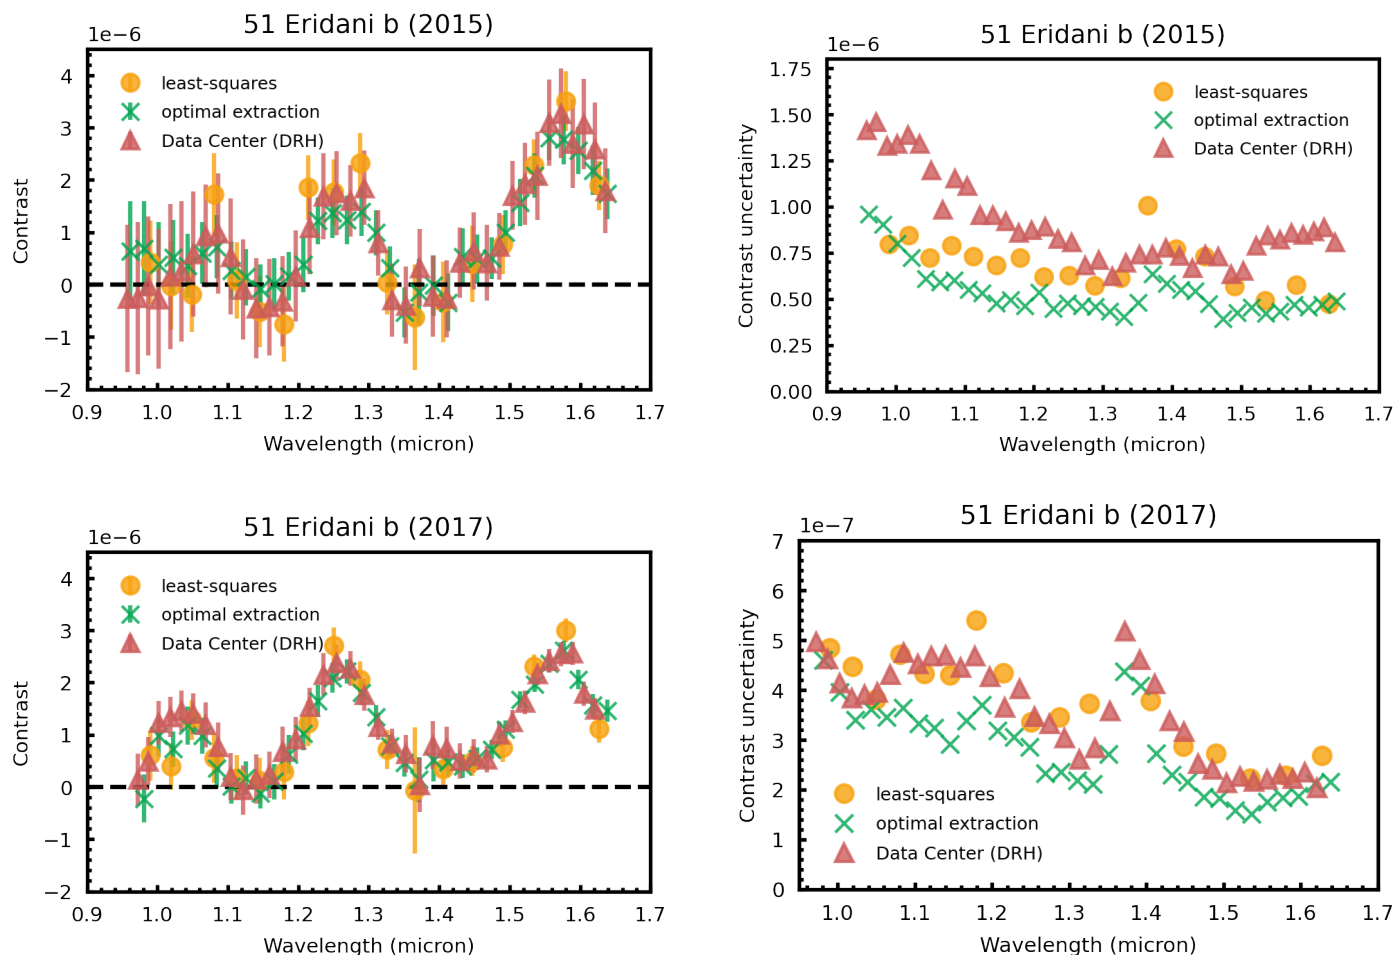 51 Eridani b (2015)
1e−6
least-squares
optimal extraction
Data Center (DRH)
4
3
2
1
0
−1
−2
Contrast
0.9 1.0 1.1 1.2 1.3 1.4 1.5 1.6 1.7
Wavelength (micron)
51 Eridani b (2015)
1e−6
least-squares
optimal extraction
Data Center (DRH)
1.75
1.50
1.25
1.00
0.75
0.50
0.25
0.00
Contrast uncertainty
0.9 1.0 1.1 1.2 1.3 1.4 1.5 1.6 1.7
Wavelength (micron)
51 Eridani b (2017)
1e−6
least-squares
optimal extraction
Data Center (DRH)
4
3
2
1
0
−1
−2
Contrast
0.9 1.0 1.1 1.2 1.3 1.4 1.5 1.6 1.7
Wavelength (micron)
51 Eridani b (2017)
1e−7
7
6
5
4
3
2
1
0
Contrast uncertainty
least-squares
optimal extraction
Data Center (DRH)
1.0 1.1 1.2 1.3 1.4 1.5 1.6 1.7
Wavelength (micron)